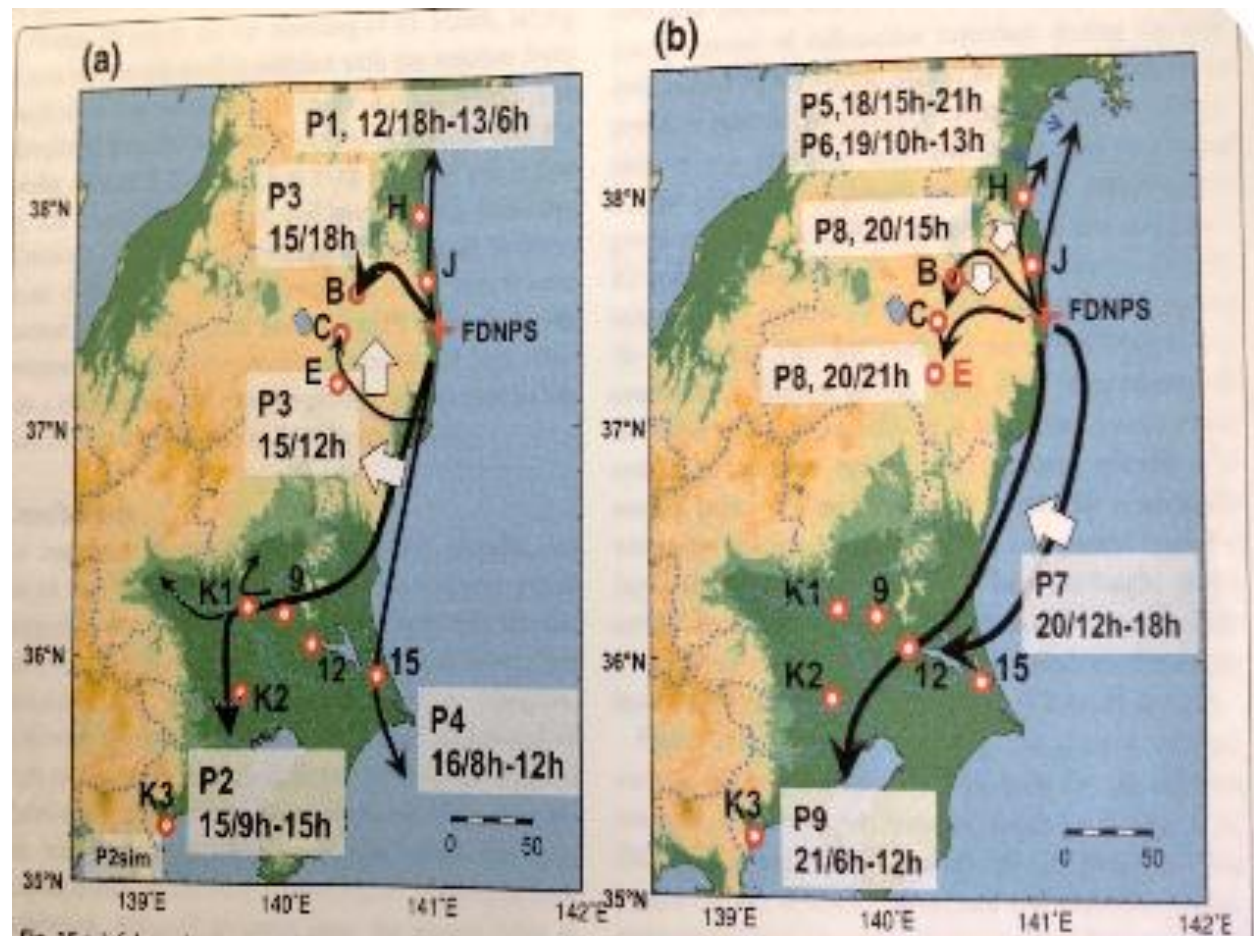 (a)
P1, 12/18h-13/6h
P3
15/18h
38°N
H
J
B
FDNPS
C
E
P3
15/12h
37°N
K1
9
36°N
12
15
K2
P4
16/8h-12h
P2
15/9h-15h
K3
P2sim
0 50
35°N
139°E 140°E 141°E 142°E
(b)
P5,18/15h-21h
P6,19/10h-13h
38°N
H
P8, 20/15h
J
B
C
FDNPS
P8, 20/21h
E
37°N
P7
20/12h-18h
K1
9
36°N
12
15
K2
K3
P9
21/6h-12h
0 50
35°N
139°E 140°E 141°E 142°E